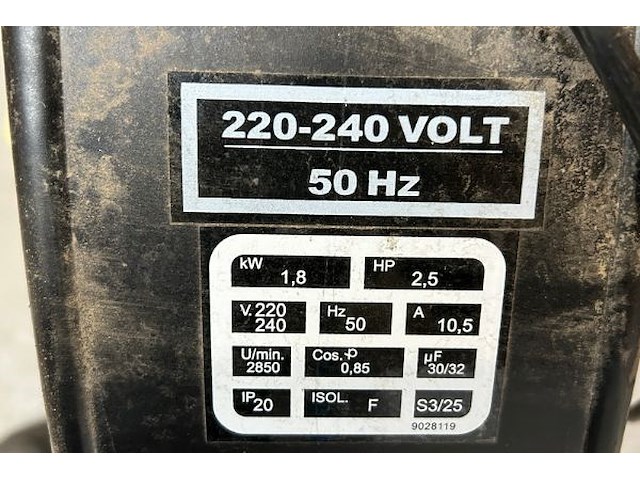 220-240 VOLT
50 Hz
kW 1,8 HP 2,5
V. 220 240 Hz 50 A 10,5
U/min. 2850 Cos.φ 0,85 µF 30/32
IP 20 ISOL. F S3/25
9028119